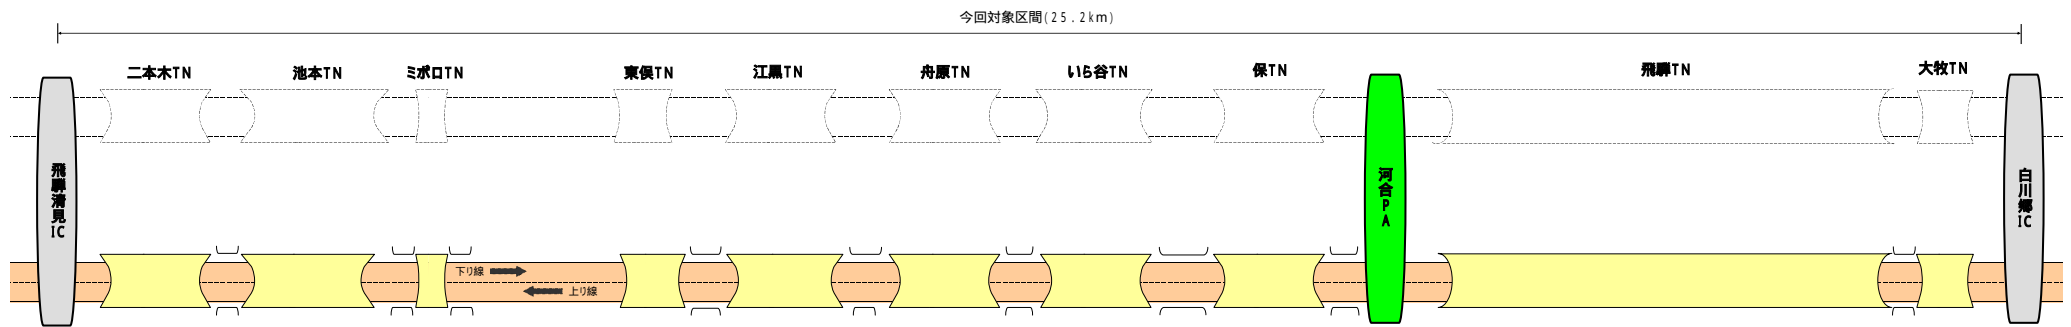 今回対象区間(25.2km)
二本木TN
池本TN
ミボロTN
東俣TN
江黒TN
舟原TN
いら谷TN
保TN
飛騨TN
大牧TN
飛騨清見IC
河合PA
白川郷IC
下り線
上り線